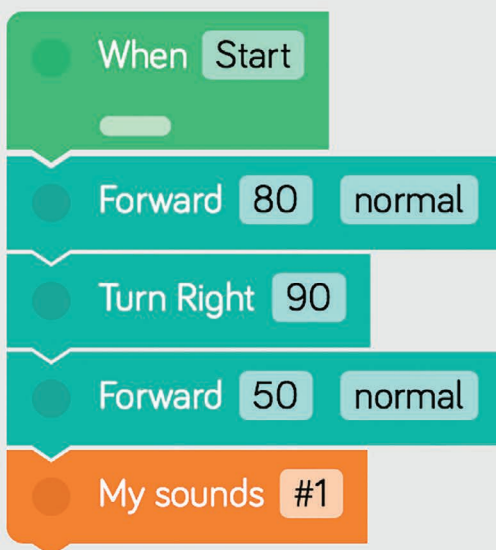 When Start
Forward 80 normal
Turn Right 90
Forward 50 normal
My sounds #1